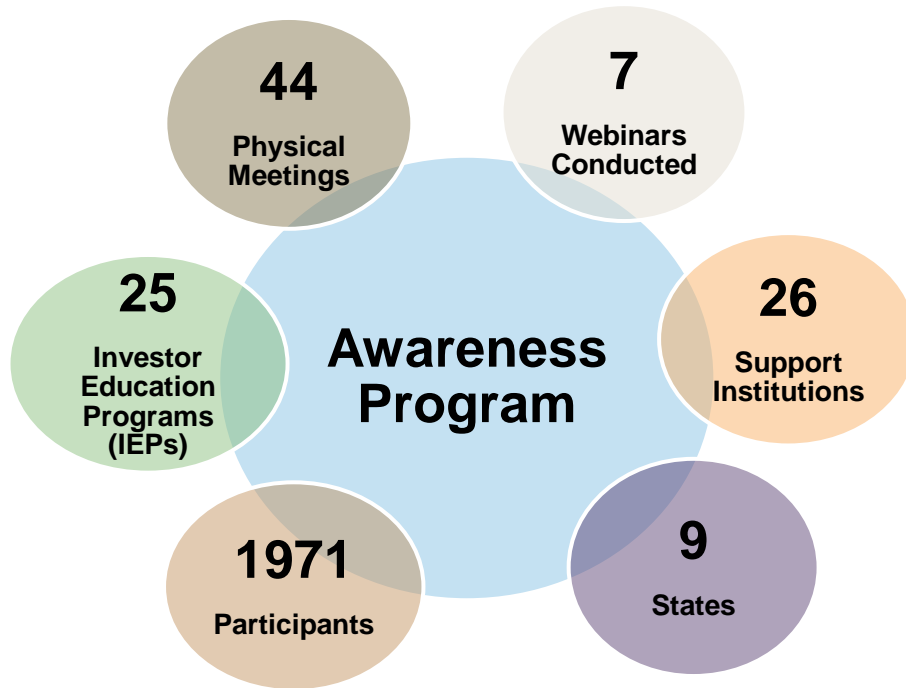 44
Physical
Meetings
7
Webinars
Conducted
25
Investor
Education
Programs
(IEPs)
Awareness
Program
26
Support
Institutions
1971
Participants
9
States